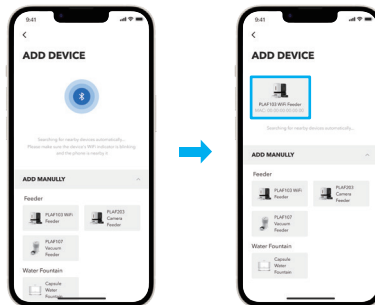 9:41
ADD DEVICE
Searching for nearby devices automatically...
Please make sure the device's WiFi indicator is blinking
and the phone is nearby it
ADD MANULLY
Feeder
PLAF103 WiFi
Feeder
PLAF203
Camera
Feeder
PLAF107
Vacuum
Feeder
Water Fountain
Capsule
Water
Fountain
9:41
ADD DEVICE
PLAF103 WiFi Feeder
Searching for nearby devices automatically...
ADD MANULLY
Feeder
PLAF103 WiFi
Feeder
PLAF203
Camera
Feeder
PLAF107
Vacuum
Feeder
Water Fountain
Capsule
Water
Fountain